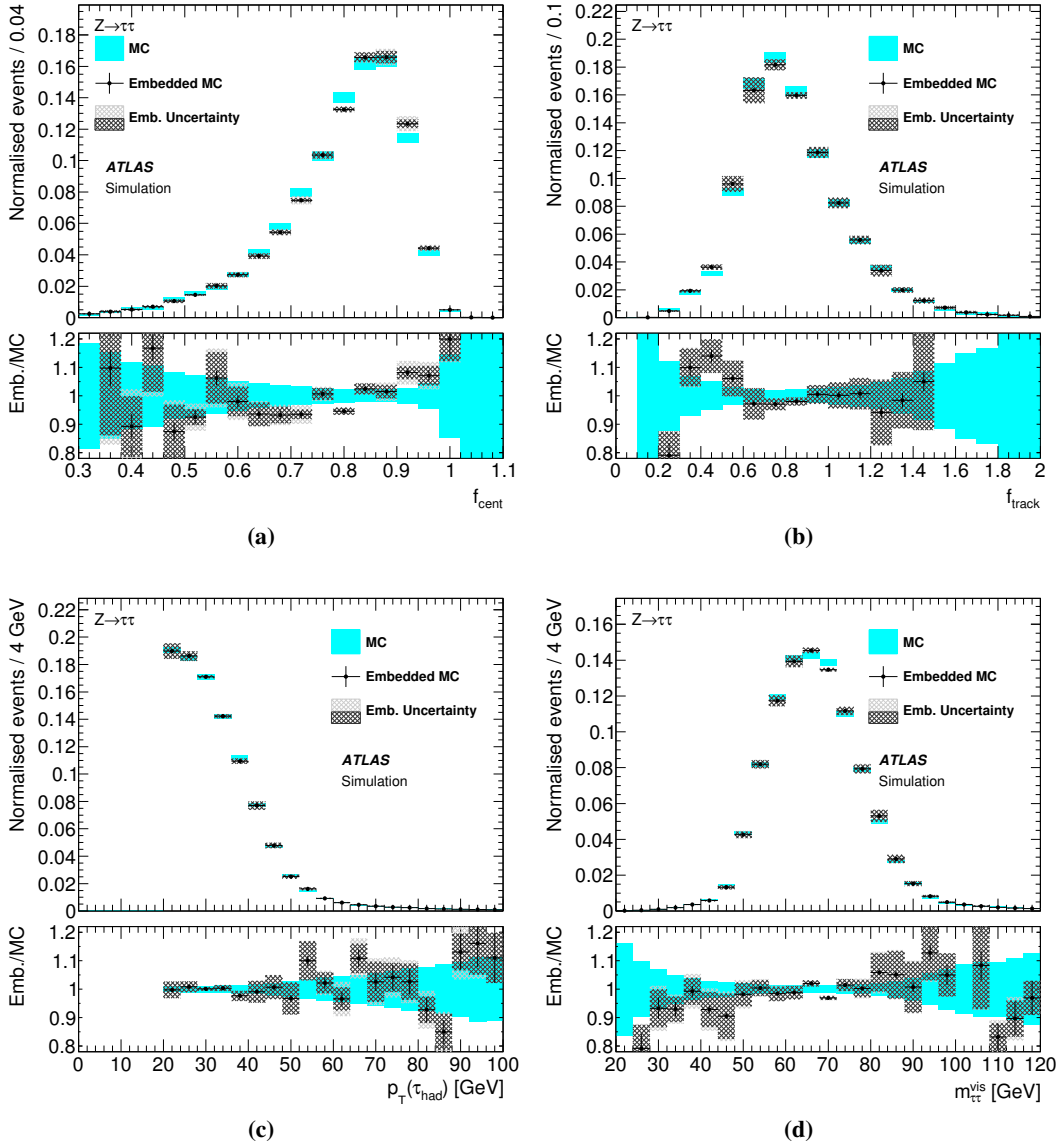 Normalised events / 0.04
Z→ττ
MC
Embedded MC
Emb. Uncertainty
ATLAS
Simulation
0.18
0.16
0.14
0.12
0.1
0.08
0.06
0.04
0.02
0
Emb./MC
1.2
1.1
1
0.9
0.8
0.3 0.4 0.5 0.6 0.7 0.8 0.9 1 1.1
f_cent
(a)
Normalised events / 0.1
Z→ττ
MC
Embedded MC
Emb. Uncertainty
ATLAS
Simulation
0.22
0.2
0.18
0.16
0.14
0.12
0.1
0.08
0.06
0.04
0.02
0
Emb./MC
1.2
1.1
1
0.9
0.8
0 0.2 0.4 0.6 0.8 1 1.2 1.4 1.6 1.8 2
f_track
(b)
Normalised events / 4 GeV
Z→ττ
MC
Embedded MC
Emb. Uncertainty
ATLAS
Simulation
0.22
0.2
0.18
0.16
0.14
0.12
0.1
0.08
0.06
0.04
0.02
0
Emb./MC
1.2
1.1
1
0.9
0.8
0 10 20 30 40 50 60 70 80 90 100
p_T(τ_had) [GeV]
(c)
Normalised events / 4 GeV
Z→ττ
MC
Embedded MC
Emb. Uncertainty
ATLAS
Simulation
0.16
0.14
0.12
0.1
0.08
0.06
0.04
0.02
0
Emb./MC
1.2
1.1
1
0.9
0.8
20 30 40 50 60 70 80 90 100 110 120
m_ττ^vis [GeV]
(d)